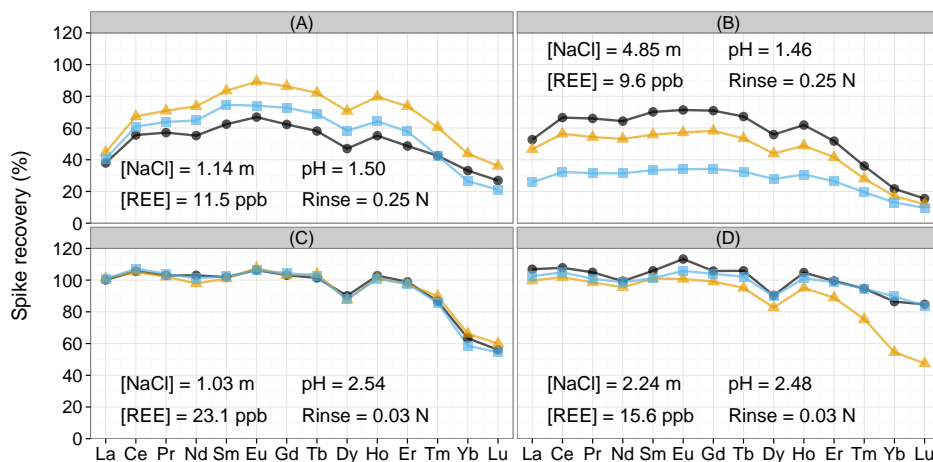 (A) (B)
120
100
80
60
40
20
0
Spike recovery (%)
[NaCl] = 1.14 m pH = 1.50
[REE] = 11.5 ppb Rinse = 0.25 N
[NaCl] = 4.85 m pH = 1.46
[REE] = 9.6 ppb Rinse = 0.25 N
(C) (D)
120
100
80
60
40
20
0
[NaCl] = 1.03 m pH = 2.54
[REE] = 23.1 ppb Rinse = 0.03 N
[NaCl] = 2.24 m pH = 2.48
[REE] = 15.6 ppb Rinse = 0.03 N
La Ce Pr Nd Sm Eu Gd Tb Dy Ho Er Tm Yb Lu La Ce Pr Nd Sm Eu Gd Tb Dy Ho Er Tm Yb Lu